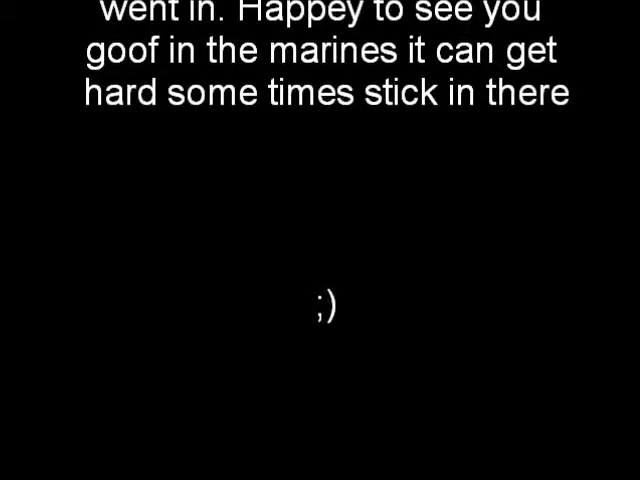 went in. Happey to see you
goof in the marines it can get
hard some times stick in there
;)